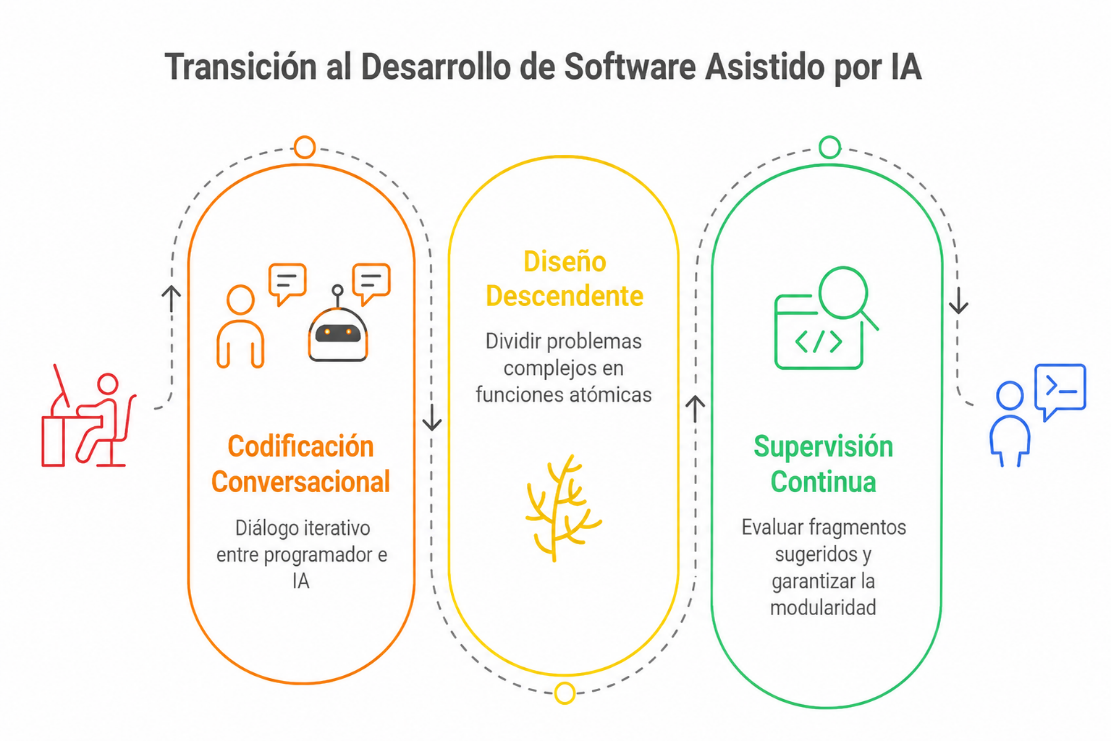 Transición al Desarrollo de Software Asistido por IA
Codificación
Conversacional
Diálogo iterativo
entre programador e
IA
Diseño
Descendente
Dividir problemas
complejos en
funciones atómicas
Supervisión
Continua
Evaluar fragmentos
sugeridos y
garantizar la
modularidad